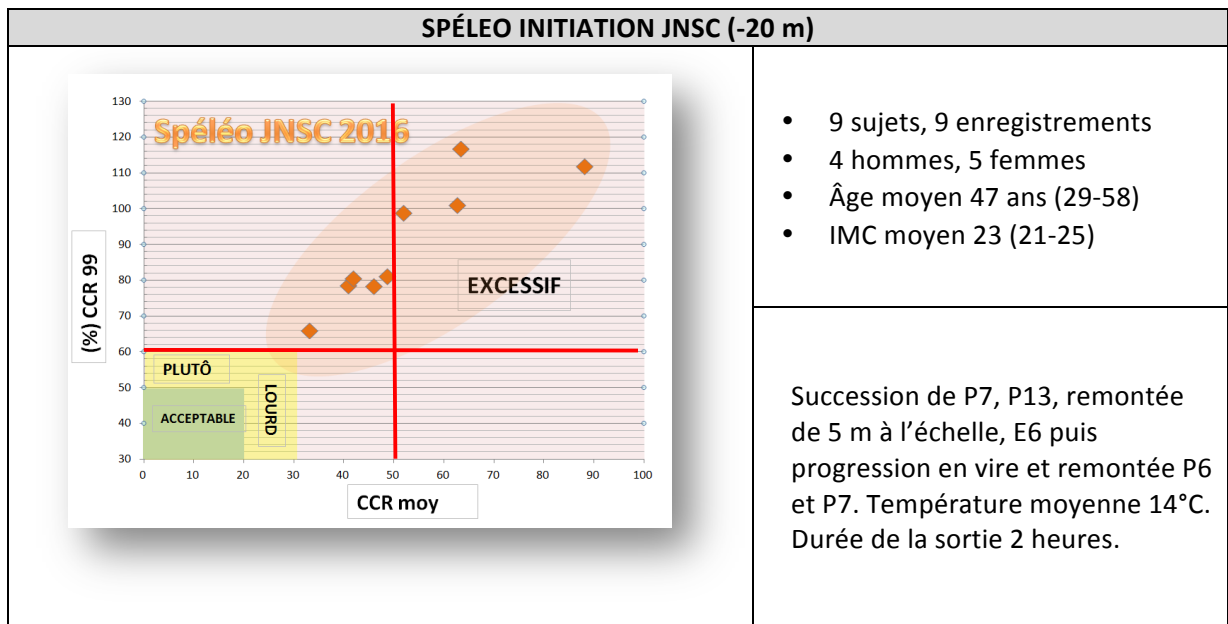 SPÉLEO INITIATION JNSC (-20 m)
Spéléo JNSC 2016
130
120
110
100
90
80
70
60
50
40
30
(%) CCR 99
EXCESSIF
PLUTÔ
LOURD
ACCEPTABLE
0 10 20 30 40 50 60 70 80 90 100
CCR moy
• 9 sujets, 9 enregistrements
• 4 hommes, 5 femmes
• Âge moyen 47 ans (29-58)
• IMC moyen 23 (21-25)
Succession de P7, P13, remontée
de 5 m à l'échelle, E6 puis
progression en vire et remontée P6
et P7. Température moyenne 14°C.
Durée de la sortie 2 heures.